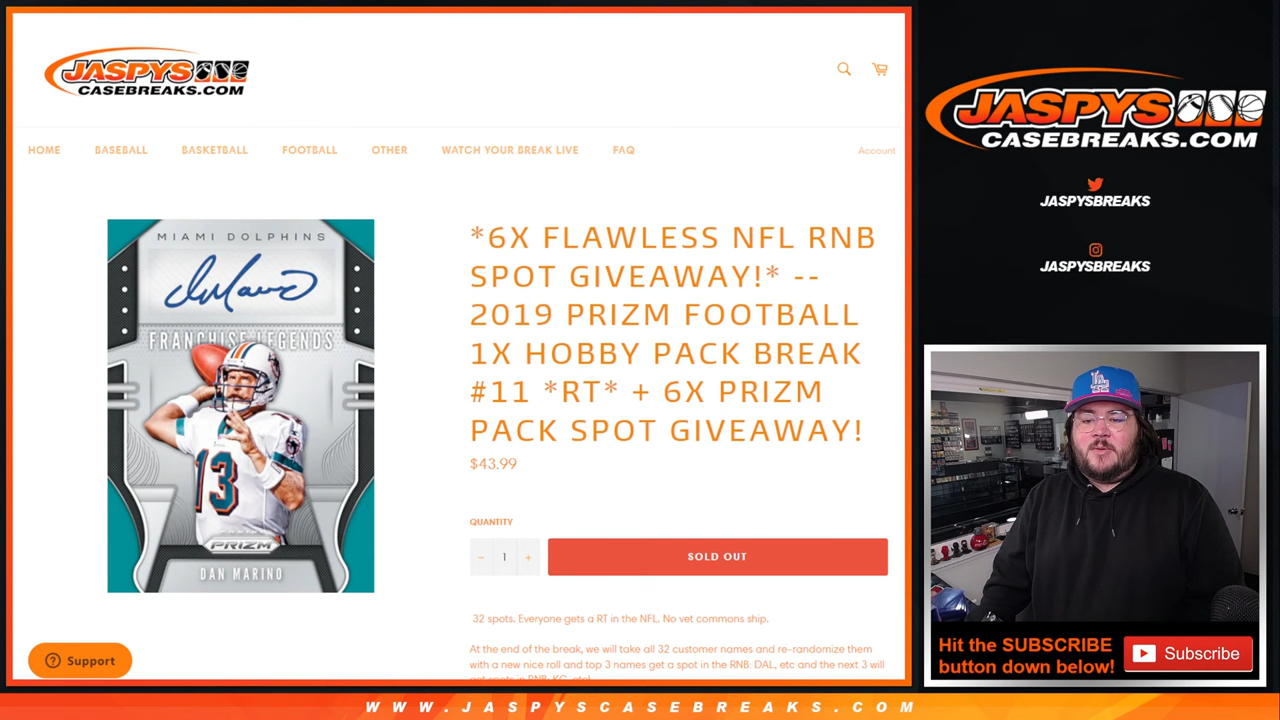 JASPYS
CASEBREAKS.COM
HOME BASEBALL BASKETBALL FOOTBALL OTHER WATCH YOUR BREAK LIVE FAQ Account
MIAMI DOLPHINS
FRANCHISE LEGENDS
13
PRIZM
DAN MARINO
*6X FLAWLESS NFL RNB
SPOT GIVEAWAY!* --
2019 PRIZM FOOTBALL
1X HOBBY PACK BREAK
#11 *RT* + 6X PRIZM
PACK SPOT GIVEAWAY!
$43.99
QUANTITY
− 1 +
SOLD OUT
32 spots. Everyone gets a RT in the NFL. No vet commons ship.
At the end of the break, we will take all 32 customer names and re-randomize them
with a new nice roll and top 3 names get a spot in the RNB: DAL, etc and the next 3 will
Support
JASPYS
CASEBREAKS.COM
JASPYSBREAKS
JASPYSBREAKS
LA
Hit the SUBSCRIBE
button down below!
Subscribe
WWW.JASPYSCASEBREAKS.COM